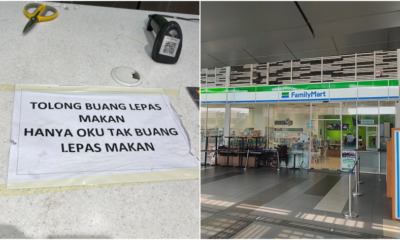 TOLONG BUANG LEPAS
MAKAN
HANYA OKU TAK BUANG
LEPAS MAKAN
FamilyMart